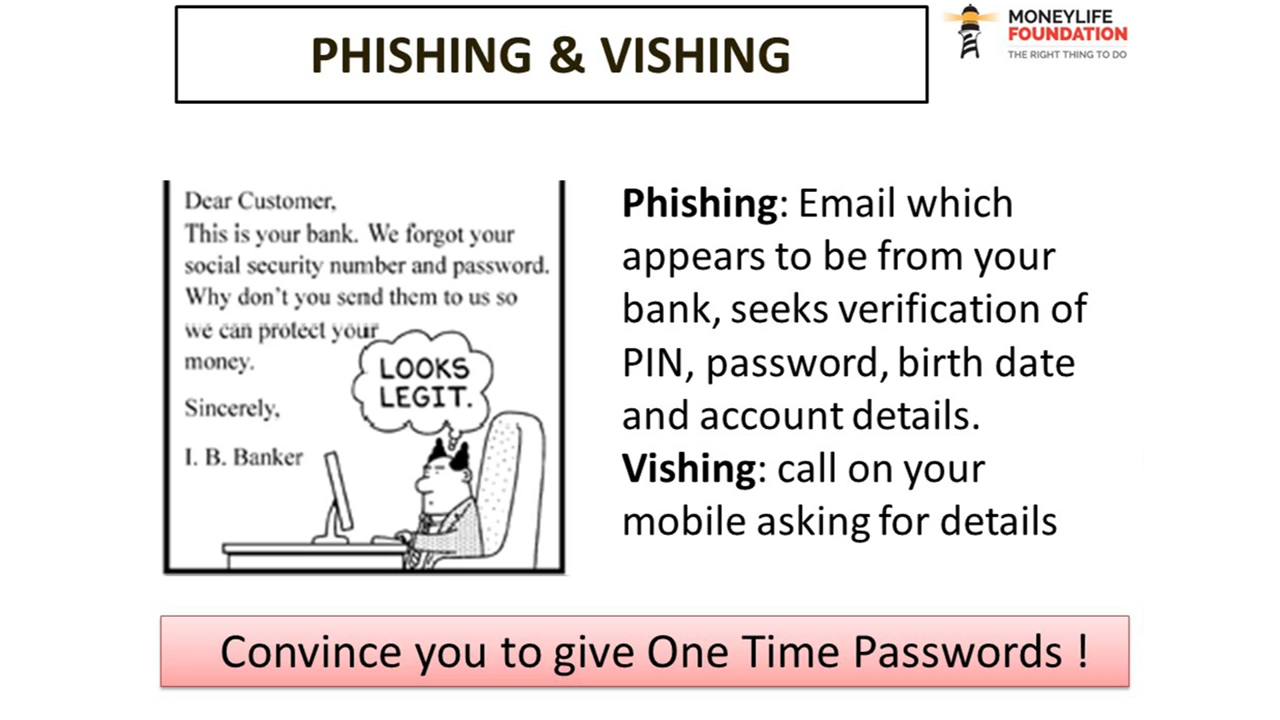 PHISHING & VISHING
MONEYLIFE
FOUNDATION
THE RIGHT THING TO DO
Dear Customer,
This is your bank. We forgot your
social security number and password.
Why don't you send them to us so
we can protect your
money.
Sincerely,
I. B. Banker
LOOKS
LEGIT.
Phishing: Email which
appears to be from your
bank, seeks verification of
PIN, password, birth date
and account details.
Vishing: call on your
mobile asking for details
Convince you to give One Time Passwords !